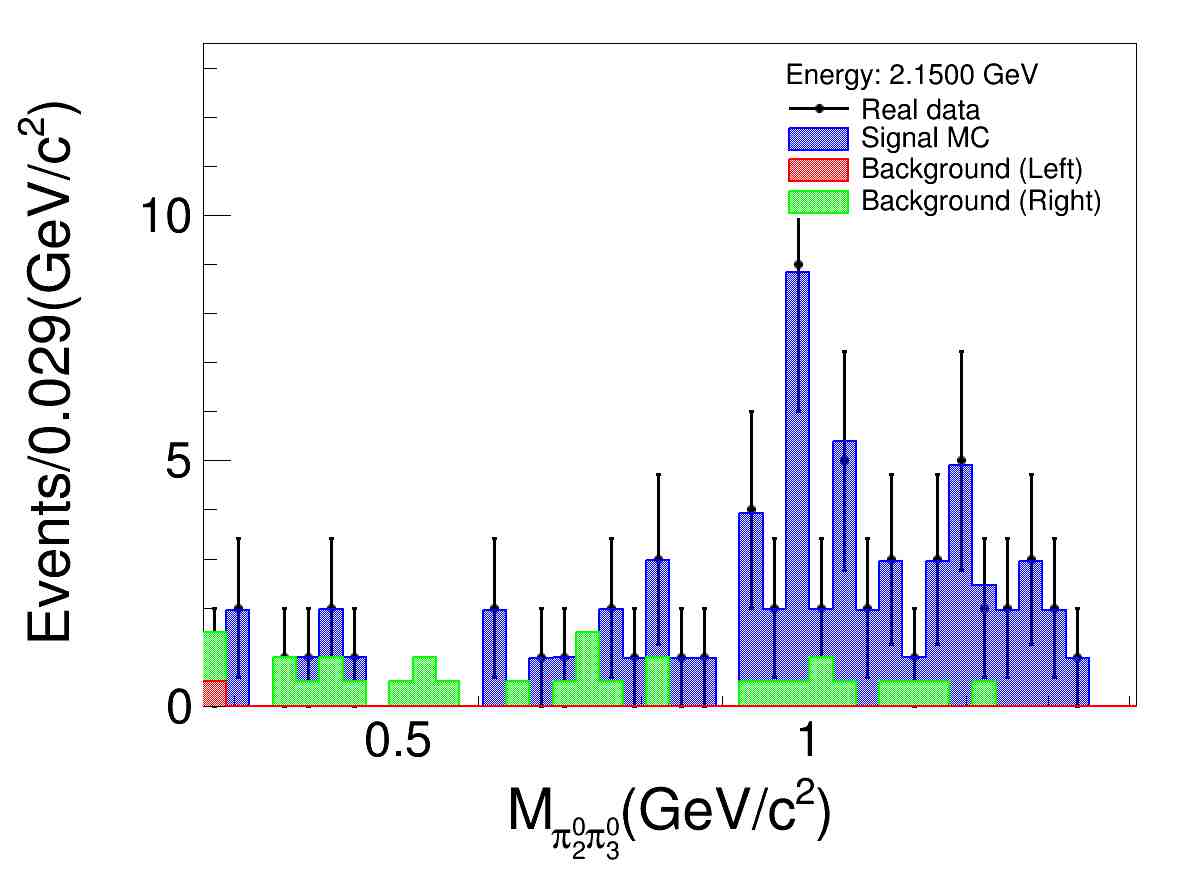 Energy: 2.1500 GeV
Real data
Signal MC
Background (Left)
Background (Right)
Events/0.029(GeV/c²)
10
5
0
0.5
1
M_{π⁰₂π⁰₃}(GeV/c²)